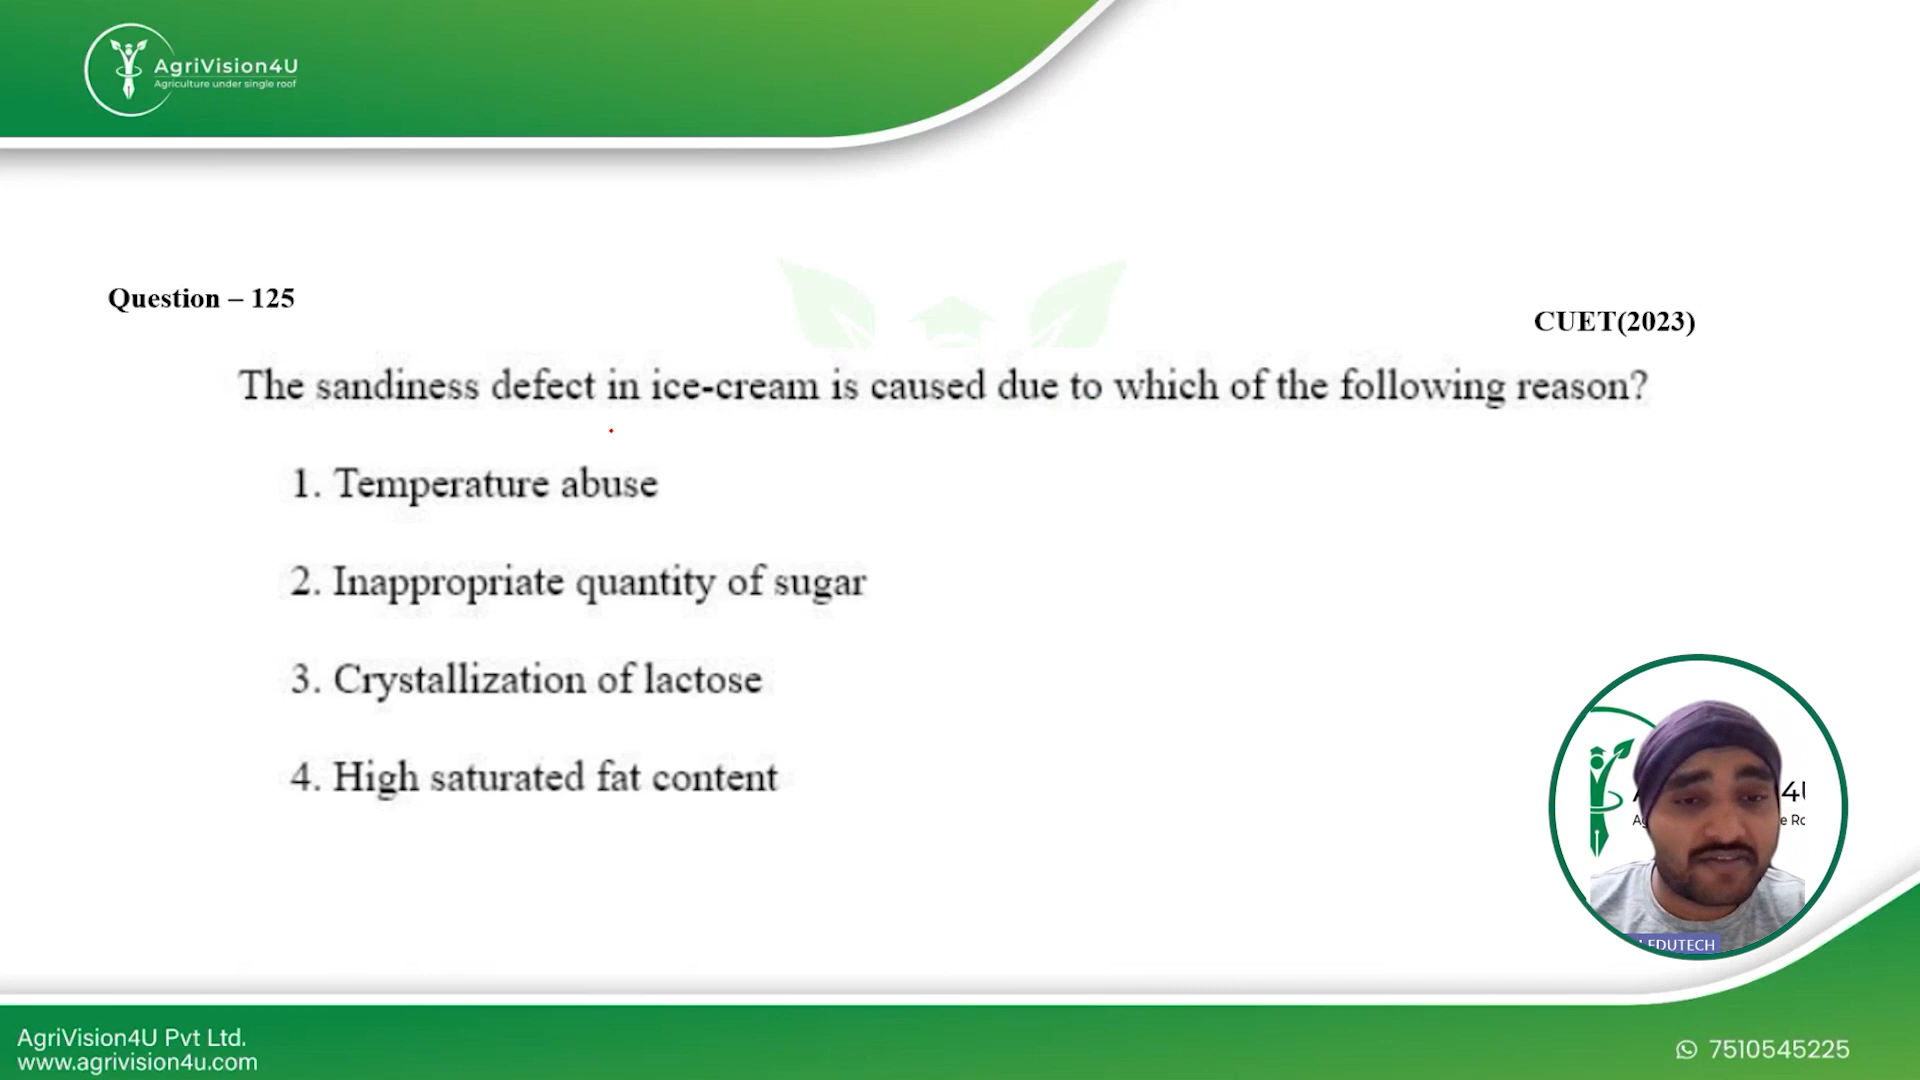 AgriVision4U
Agriculture under single roof
Question – 125
CUET(2023)
The sandiness defect in ice-cream is caused due to which of the following reason?
1. Temperature abuse
2. Inappropriate quantity of sugar
3. Crystallization of lactose
4. High saturated fat content
4U
e Ro
EDUTECH
AgriVision4U Pvt Ltd.
www.agrivision4u.com
7510545225